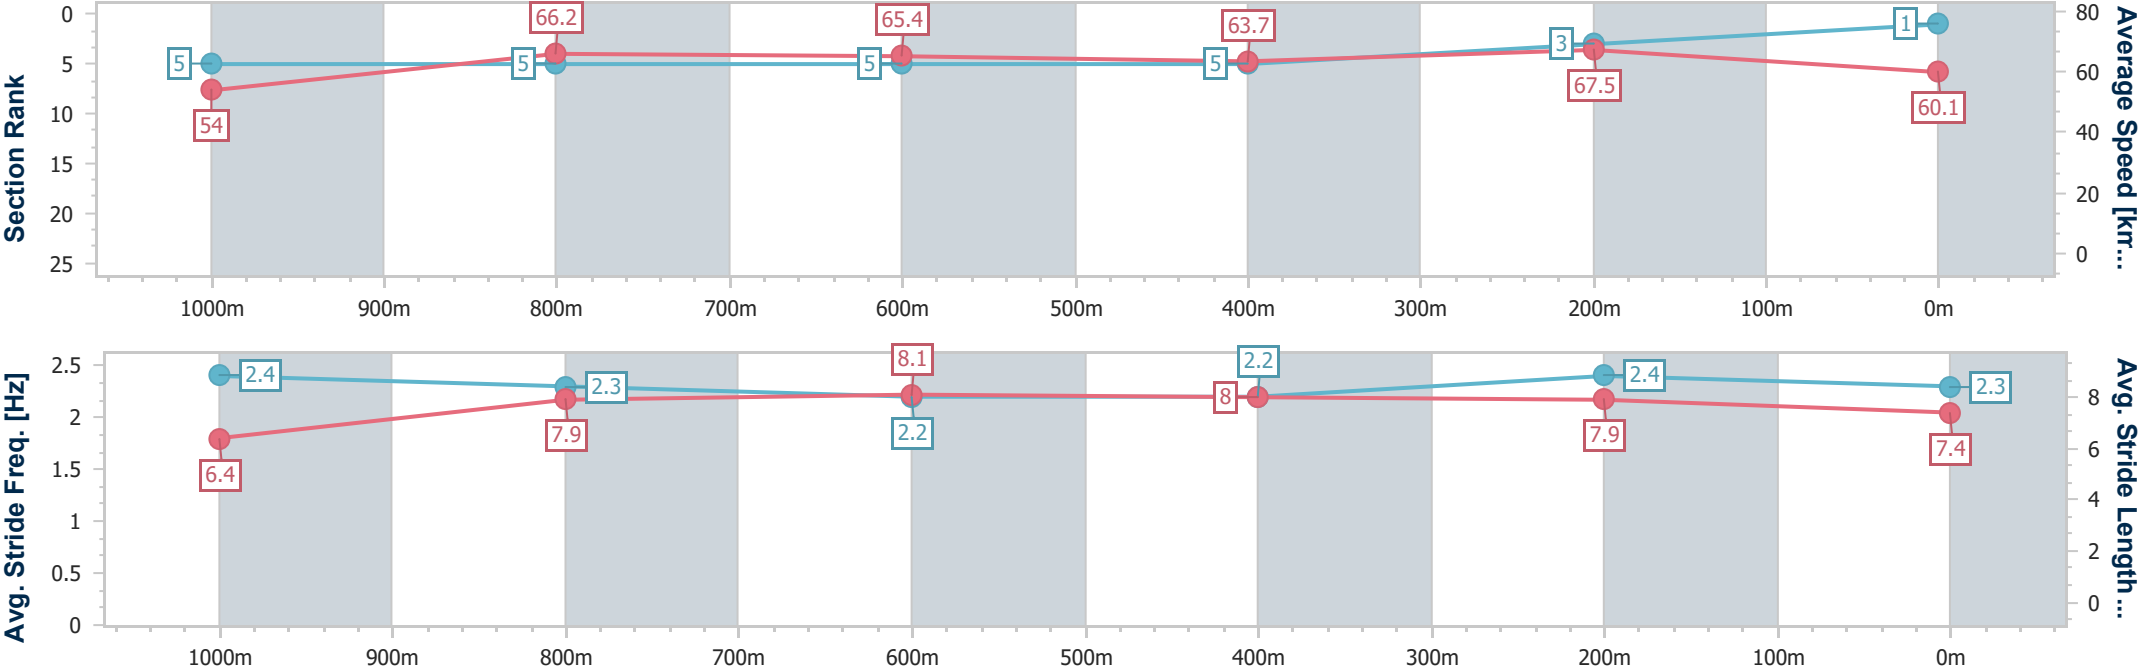 Section Rank
0
5
10
15
20
25
66.2
65.4
63.7
1
3
5
5
5
5
54
67.5
60.1
80
60
40
20
0
Average Speed [km...
1000m
900m
800m
700m
600m
500m
400m
300m
200m
100m
0m
Avg. Stride Freq. [Hz]
2.5
2
1.5
1
0.5
0
2.4
2.3
8.1
2.2
2.2
8
2.4
2.3
6.4
7.9
7.9
7.4
8
6
4
2
0
Avg. Stride Length ...
1000m
900m
800m
700m
600m
500m
400m
300m
200m
100m
0m